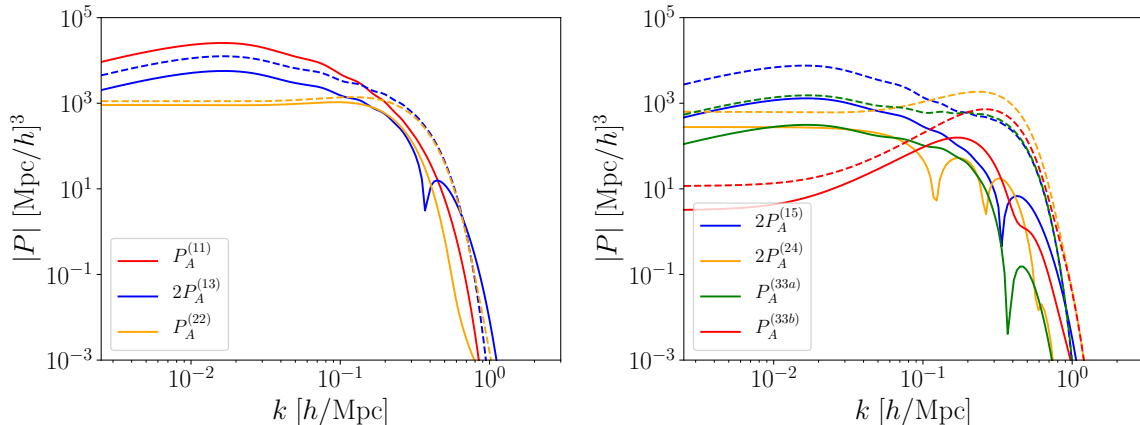 10^5
10^3
10^1
10^{-1}
10^{-3}
|P| [Mpc/h]^3
P_A^{(11)}
2P_A^{(13)}
P_A^{(22)}
10^{-2}
10^{-1}
10^0
k [h/Mpc]
10^5
10^3
10^1
10^{-1}
10^{-3}
|P| [Mpc/h]^3
2P_A^{(15)}
2P_A^{(24)}
P_A^{(33a)}
P_A^{(33b)}
10^{-2}
10^{-1}
10^0
k [h/Mpc]